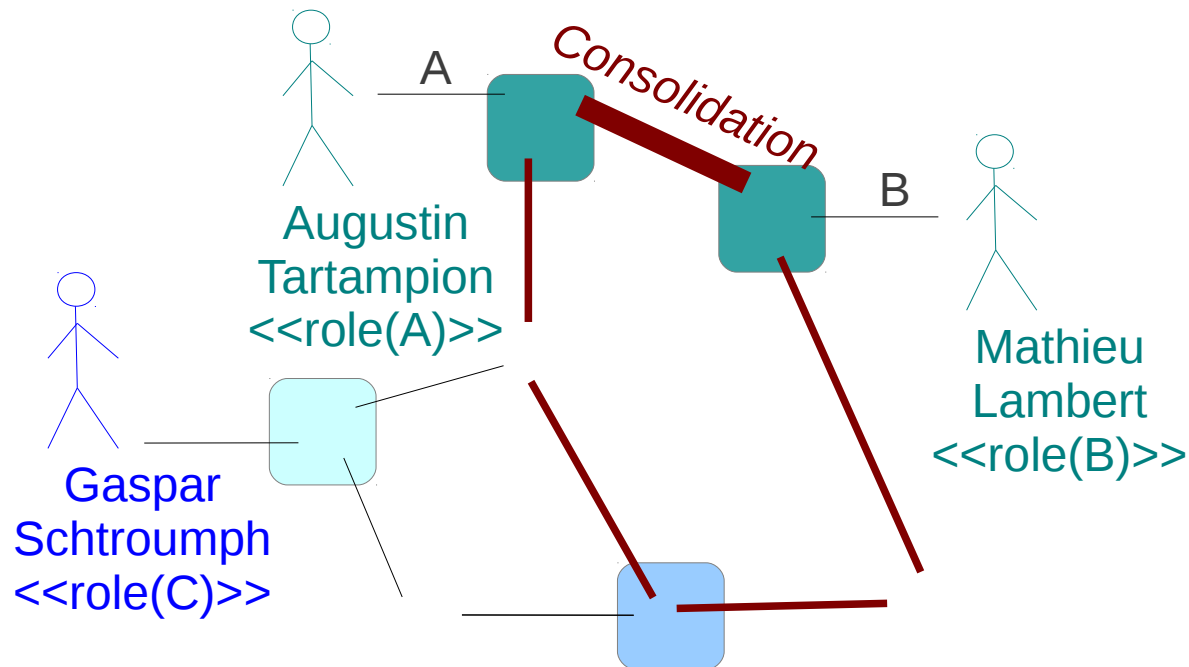 A
Consolidation
B
Augustin
Tartampion
<<role(A)>>
Mathieu
Lambert
<<role(B)>>
Gaspar
Schtroumph
<<role(C)>>